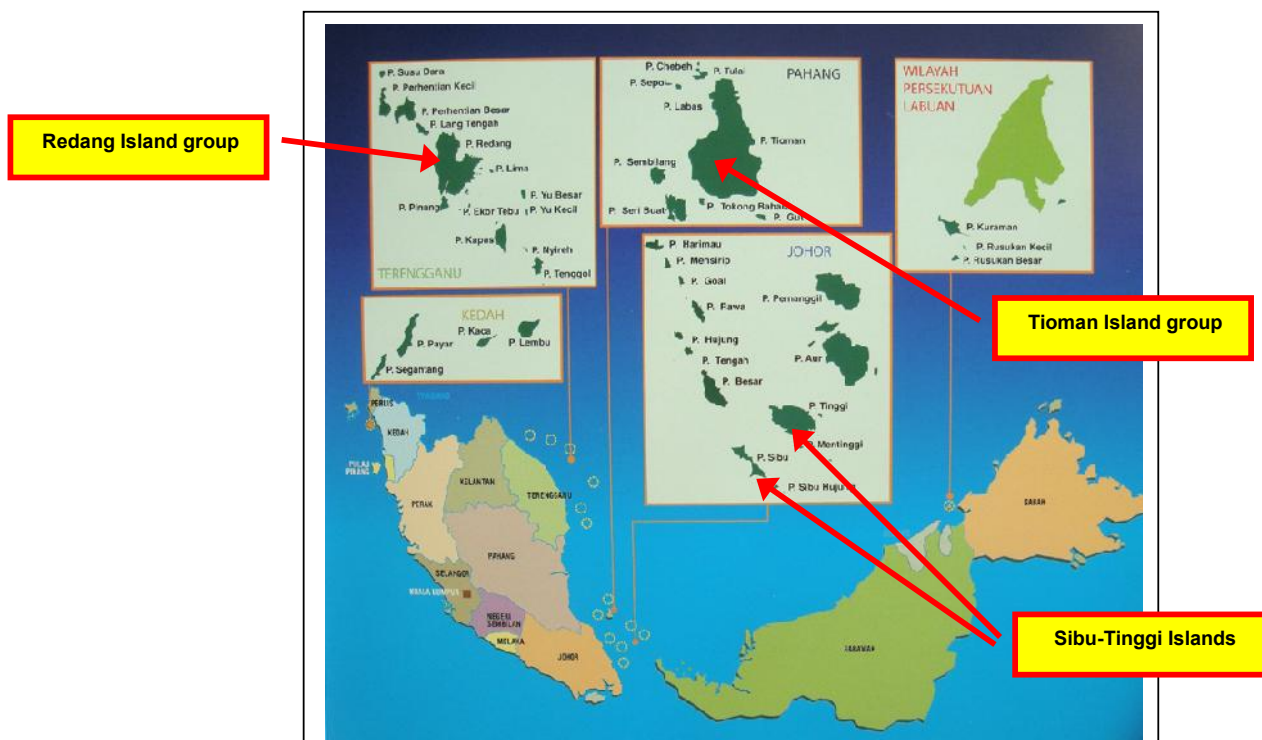 Redang Island group
P. Susu Dara
P. Perhentian Kecil
P. Perhentian Besar
P. Lang Tengah
P. Redang
P. Lima
P. Yu Besar
P. Pinang
P. Ekor Tebu
P. Yu Kecil
P. Kapas
P. Nyireh
P. Tenggol
TERENGGANU
P. Chebeh
P. Tulai
PAHANG
P. Sepoi
P. Labas
P. Tioman
P. Sembilang
P. Seri Buat
P. Tokong Bahar
P. Gut
WILAYAH
PERSEKUTUAN
LABUAN
P. Kuraman
P. Rusukan Kecil
P. Rusukan Besar
KEDAH
P. Kaca
P. Payar
P. Lembu
P. Segantang
P. Harimau
JOHOR
P. Mensirip
P. Goal
P. Pemanggil
P. Rawa
P. Hujung
P. Tengah
P. Aur
P. Besar
P. Tinggi
P. Mentinggi
P. Sibu
P. Sibu Hujung
Tioman Island group
Sibu-Tinggi Islands
PERLIS
KEDAH
PULAU
PINANG
PERAK
KELANTAN
TERENGGANU
PAHANG
SELANGOR
KUALA LUMPUR
NEGERI
SEMBILAN
MELAKA
JOHOR
SARAWAK
SABAH